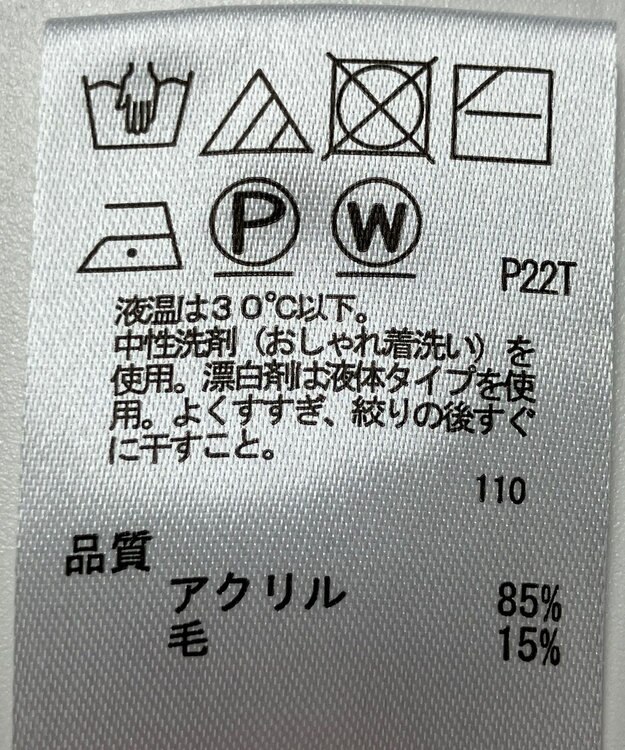 P W
P22T
液温は30℃以下。
中性洗剤(おしゃれ着洗い)を
使用。漂白剤は液体タイプを使
用。よくすすぎ、絞りの後すぐ
に干すこと。
110
品質
アクリル 85%
毛 15%